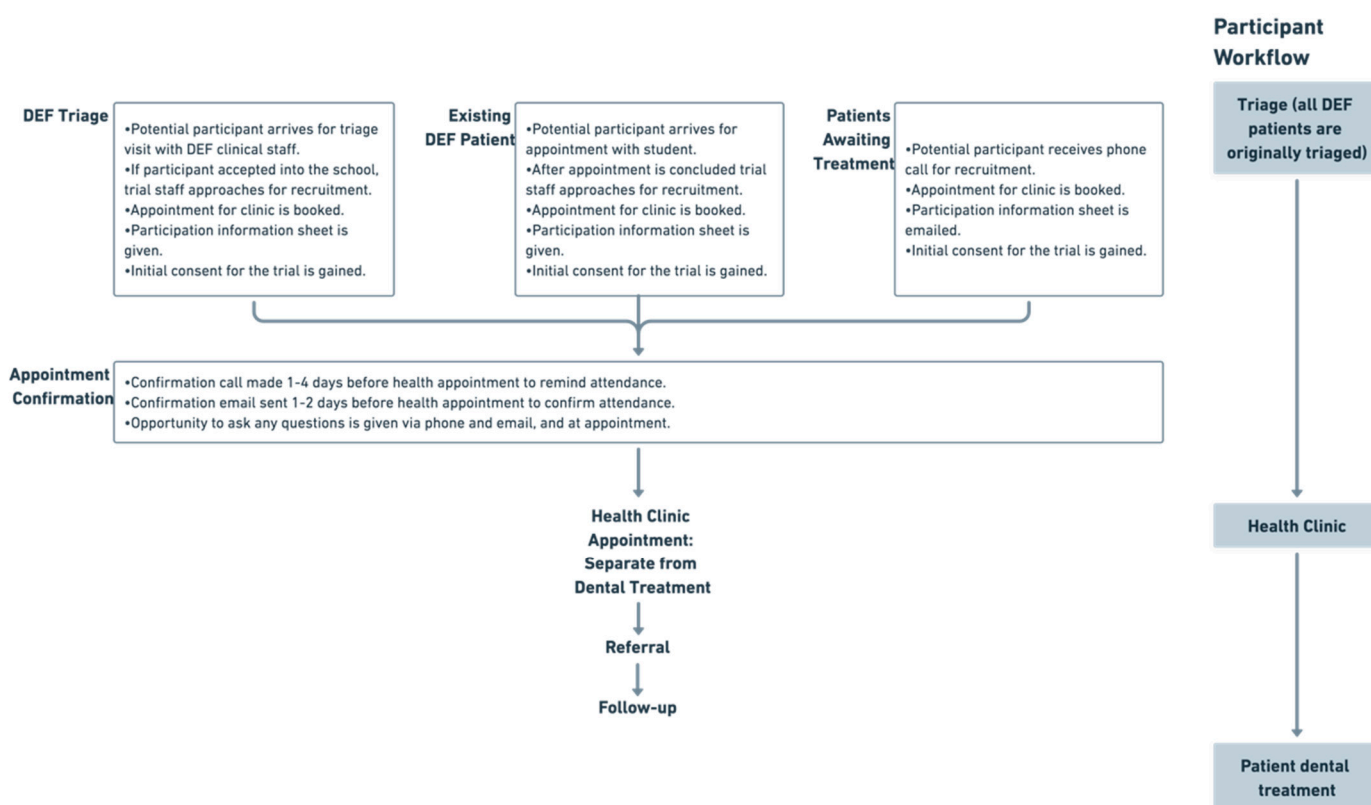 Participant
Workflow
DEF Triage
•Potential participant arrives for triage
visit with DEF clinical staff.
•If participant accepted into the school,
trial staff approaches for recruitment.
•Appointment for clinic is booked.
•Participation information sheet is
given.
•Initial consent for the trial is gained.
Existing
DEF Patient
•Potential participant arrives for
appointment with student.
•After appointment is concluded trial
staff approaches for recruitment.
•Appointment for clinic is booked.
•Participation information sheet is
given.
•Initial consent for the trial is gained.
Patients
Awaiting
Treatment
•Potential participant receives phone
call for recruitment.
•Appointment for clinic is booked.
•Participation information sheet is
emailed.
•Initial consent for the trial is gained.
Triage (all DEF
patients are
originally triaged)
Appointment
Confirmation
•Confirmation call made 1-4 days before health appointment to remind attendance.
•Confirmation email sent 1-2 days before health appointment to confirm attendance.
•Opportunity to ask any questions is given via phone and email, and at appointment.
Health Clinic
Appointment:
Separate from
Dental Treatment
Referral
Follow-up
Health Clinic
Patient dental
treatment